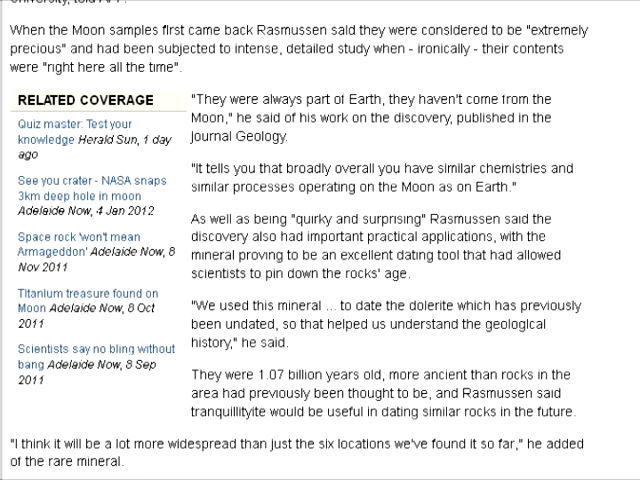 University, told AFP.
When the Moon samples first came back Rasmussen said they were considered to be "extremely
precious" and had been subjected to intense, detailed study when - ironically - their contents
were "right here all the time".
RELATED COVERAGE
Quiz master: Test your
knowledge Herald Sun, 1 day
ago
See you crater - NASA snaps
3km deep hole in moon
Adelaide Now, 4 Jan 2012
Space rock 'won't mean
Armageddon' Adelaide Now, 8
Nov 2011
Titanium treasure found on
Moon Adelaide Now, 8 Oct
2011
Scientists say no bling without
bang Adelaide Now, 8 Sep
2011
"They were always part of Earth, they haven't come from the
Moon," he said of his work on the discovery, published in the
journal Geology.
"It tells you that broadly overall you have similar chemistries and
similar processes operating on the Moon as on Earth."
As well as being "quirky and surprising" Rasmussen said the
discovery also had important practical applications, with the
mineral proving to be an excellent dating tool that had allowed
scientists to pin down the rocks' age.
"We used this mineral ... to date the dolerite which has previously
been undated, so that helped us understand the geological
history," he said.
They were 1.07 billion years old, more ancient than rocks in the
area had previously been thought to be, and Rasmussen said
tranquillityite would be useful in dating similar rocks in the future.
"I think it will be a lot more widespread than just the six locations we've found it so far," he added
of the rare mineral.